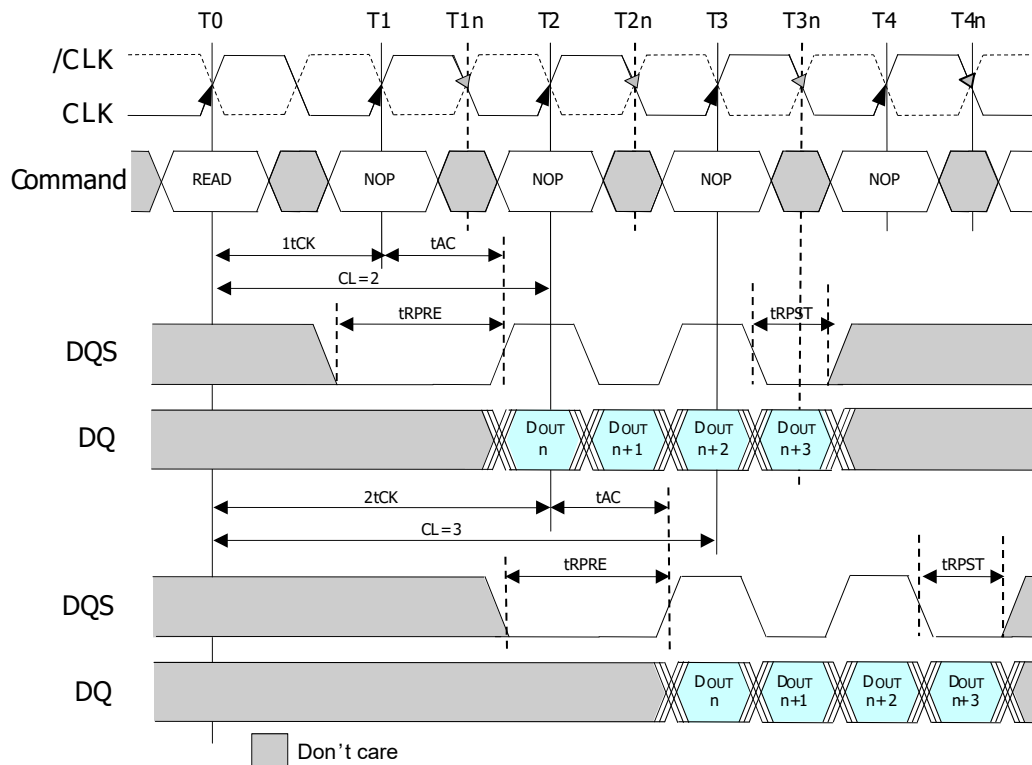 T0 T1 T1n T2 T2n T3 T3n T4 T4n
/CLK
CLK
Command READ NOP NOP NOP NOP
1tCK tAC
CL=2
tRPRE tRPST
DQS
DQ DOUT n DOUT n+1 DOUT n+2 DOUT n+3
2tCK tAC
CL=3
tRPRE tRPST
DQS
DQ DOUT n DOUT n+1 DOUT n+2 DOUT n+3
Don't care